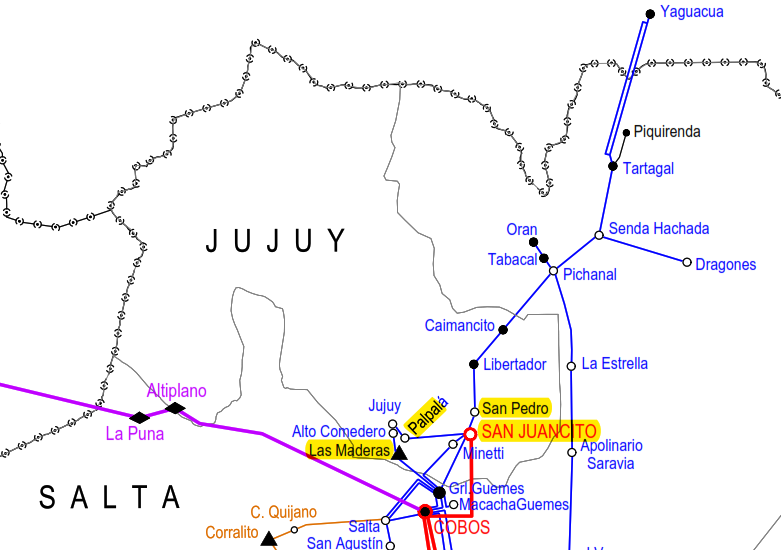 Yaguacua
Piquirenda
Tartagal
JUJUY
Oran
Senda Hachada
Tabacal
Pichanal
Dragones
Caimancito
Libertador
La Estrella
Altiplano
Jujuy
Palpalá
San Pedro
La Puna
Alto Comedero
SAN JUANCITO
Las Maderas
Minetti
Apolinario
Saravia
SALTA
Grl.Guemes
MacachaGuemes
C. Quijano
Corralito
Salta
COBOS
San Agustín